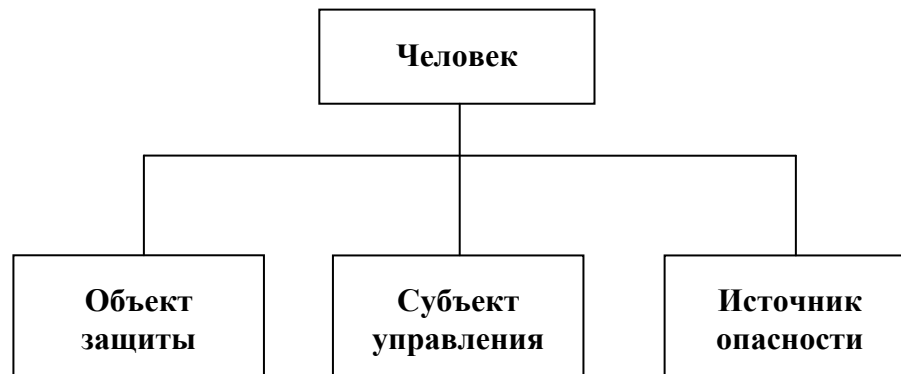 Человек
Объект
защиты
Субъект
управления
Источник
опасности